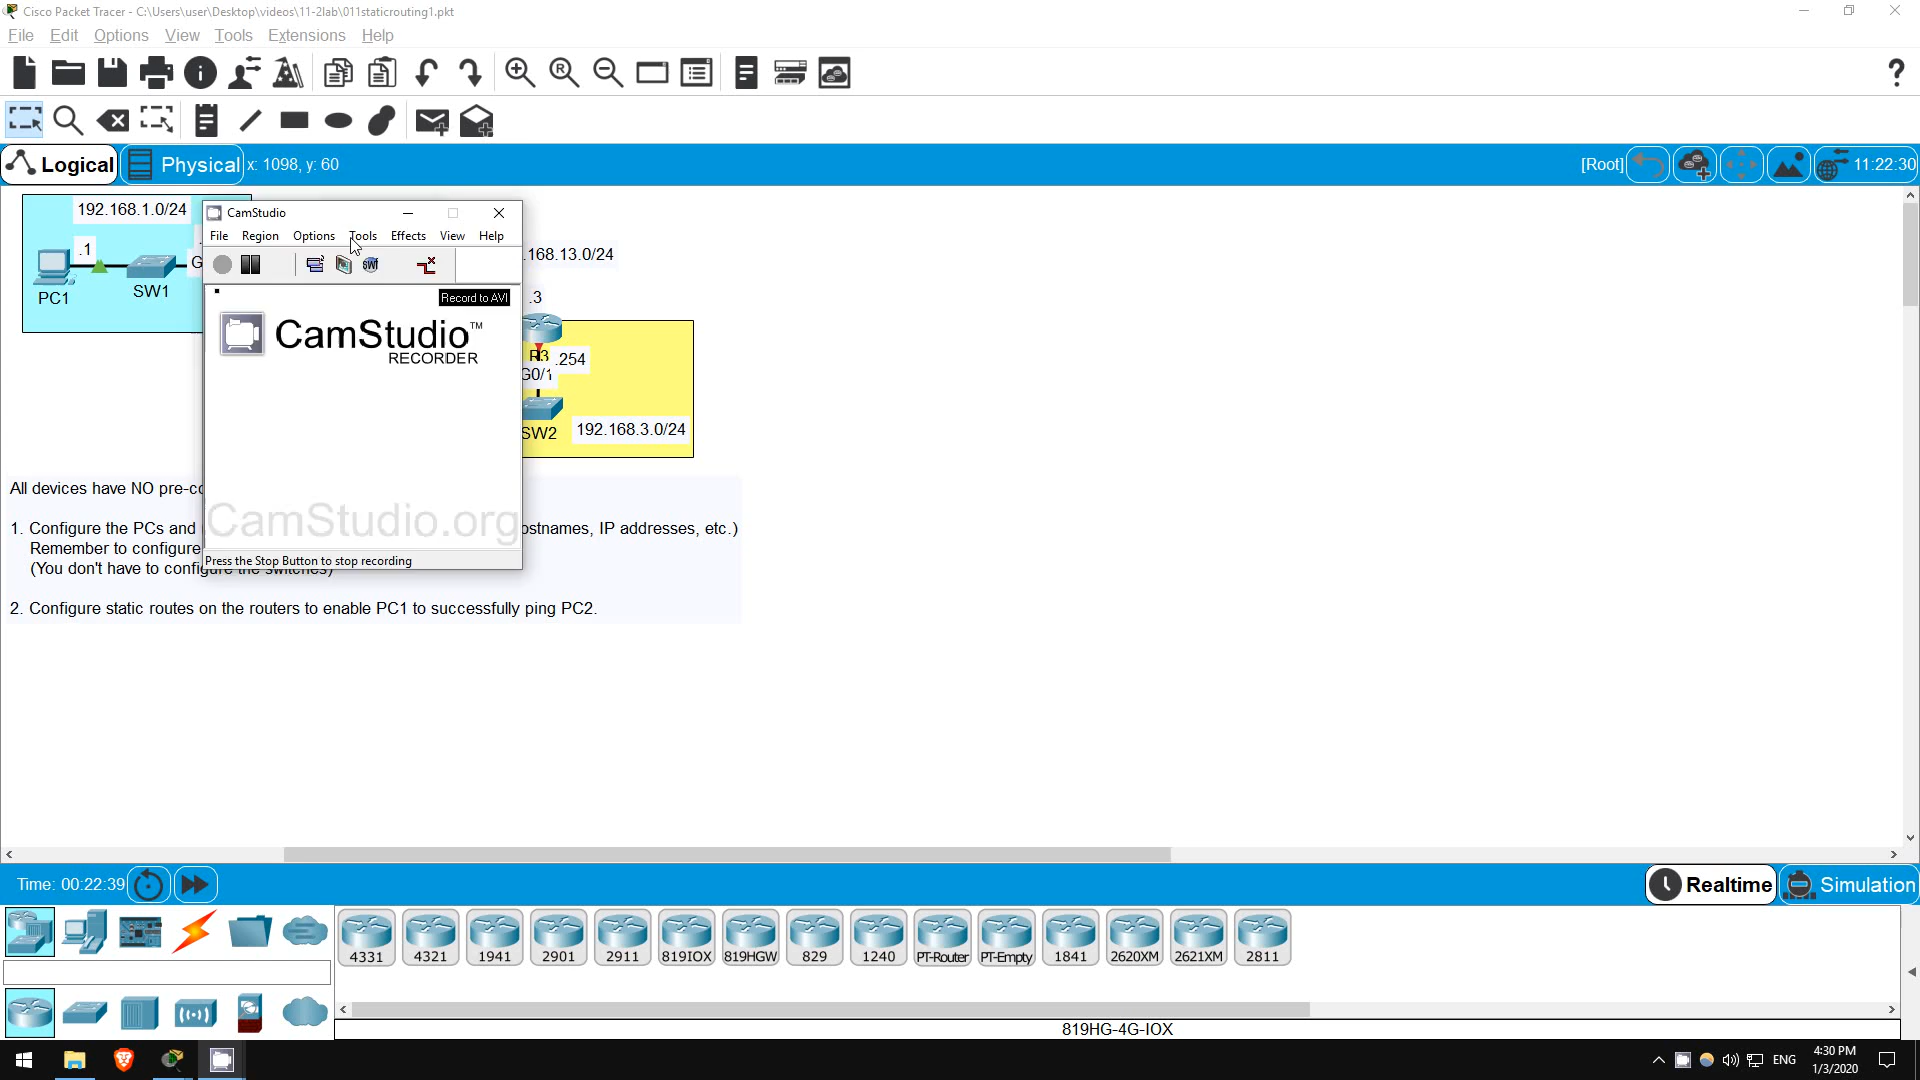 Cisco Packet Tracer - C:\Users\user\Desktop\videos\11-2lab\011staticrouting1.pkt
File Edit Options View Tools Extensions Help
?
Logical Physical x: 1098, y: 60 [Root] 11:22:30
192.168.1.0/24
.1
PC1
SW1
G
CamStudio
File Region Options Tools Effects View Help
Record to AVI
CamStudio™
RECORDER
CamStudio.org
Press the Stop Button to stop recording
.168.13.0/24
.3
R3
.254
G0/1
SW2
192.168.3.0/24
All devices have NO pre-co
1. Configure the PCs and ostnames, IP addresses, etc.)
Remember to configure
(You don't have to configure the switches)
2. Configure static routes on the routers to enable PC1 to successfully ping PC2.
Time: 00:22:39 Realtime Simulation
4331 4321 1941 2901 2911 819IOX 819HGW 829 1240 PT-Router PT-Empty 1841 2620XM 2621XM 2811
819HG-4G-IOX
ENG
4:30 PM
1/3/2020